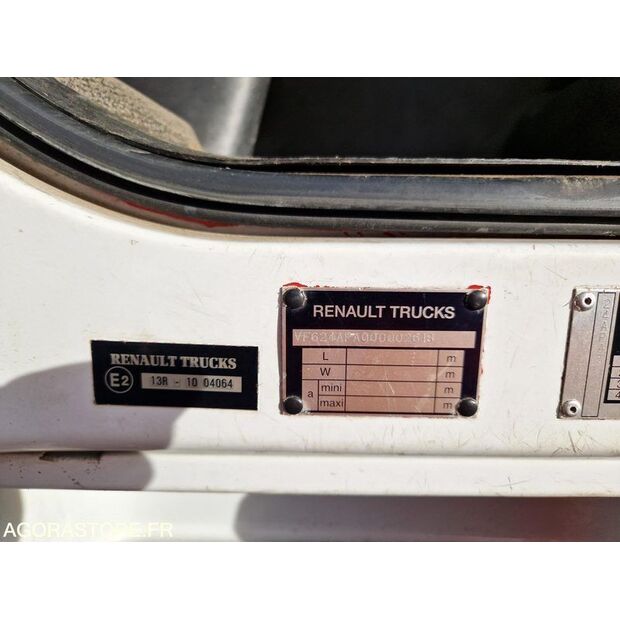 RENAULT TRUCKS
L m
W m
a mini m
maxi m
RENAULT TRUCKS
E2 13R - 10 04064
AGORASTORE.FR